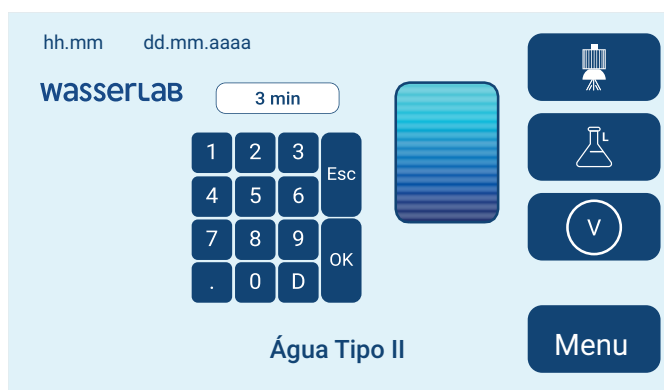 hh.mm dd.mm.aaaa
wasserLAB
3 min
1 2 3 Esc
4 5 6
7 8 9 OK
. 0 D
L
V
Água Tipo II
Menu